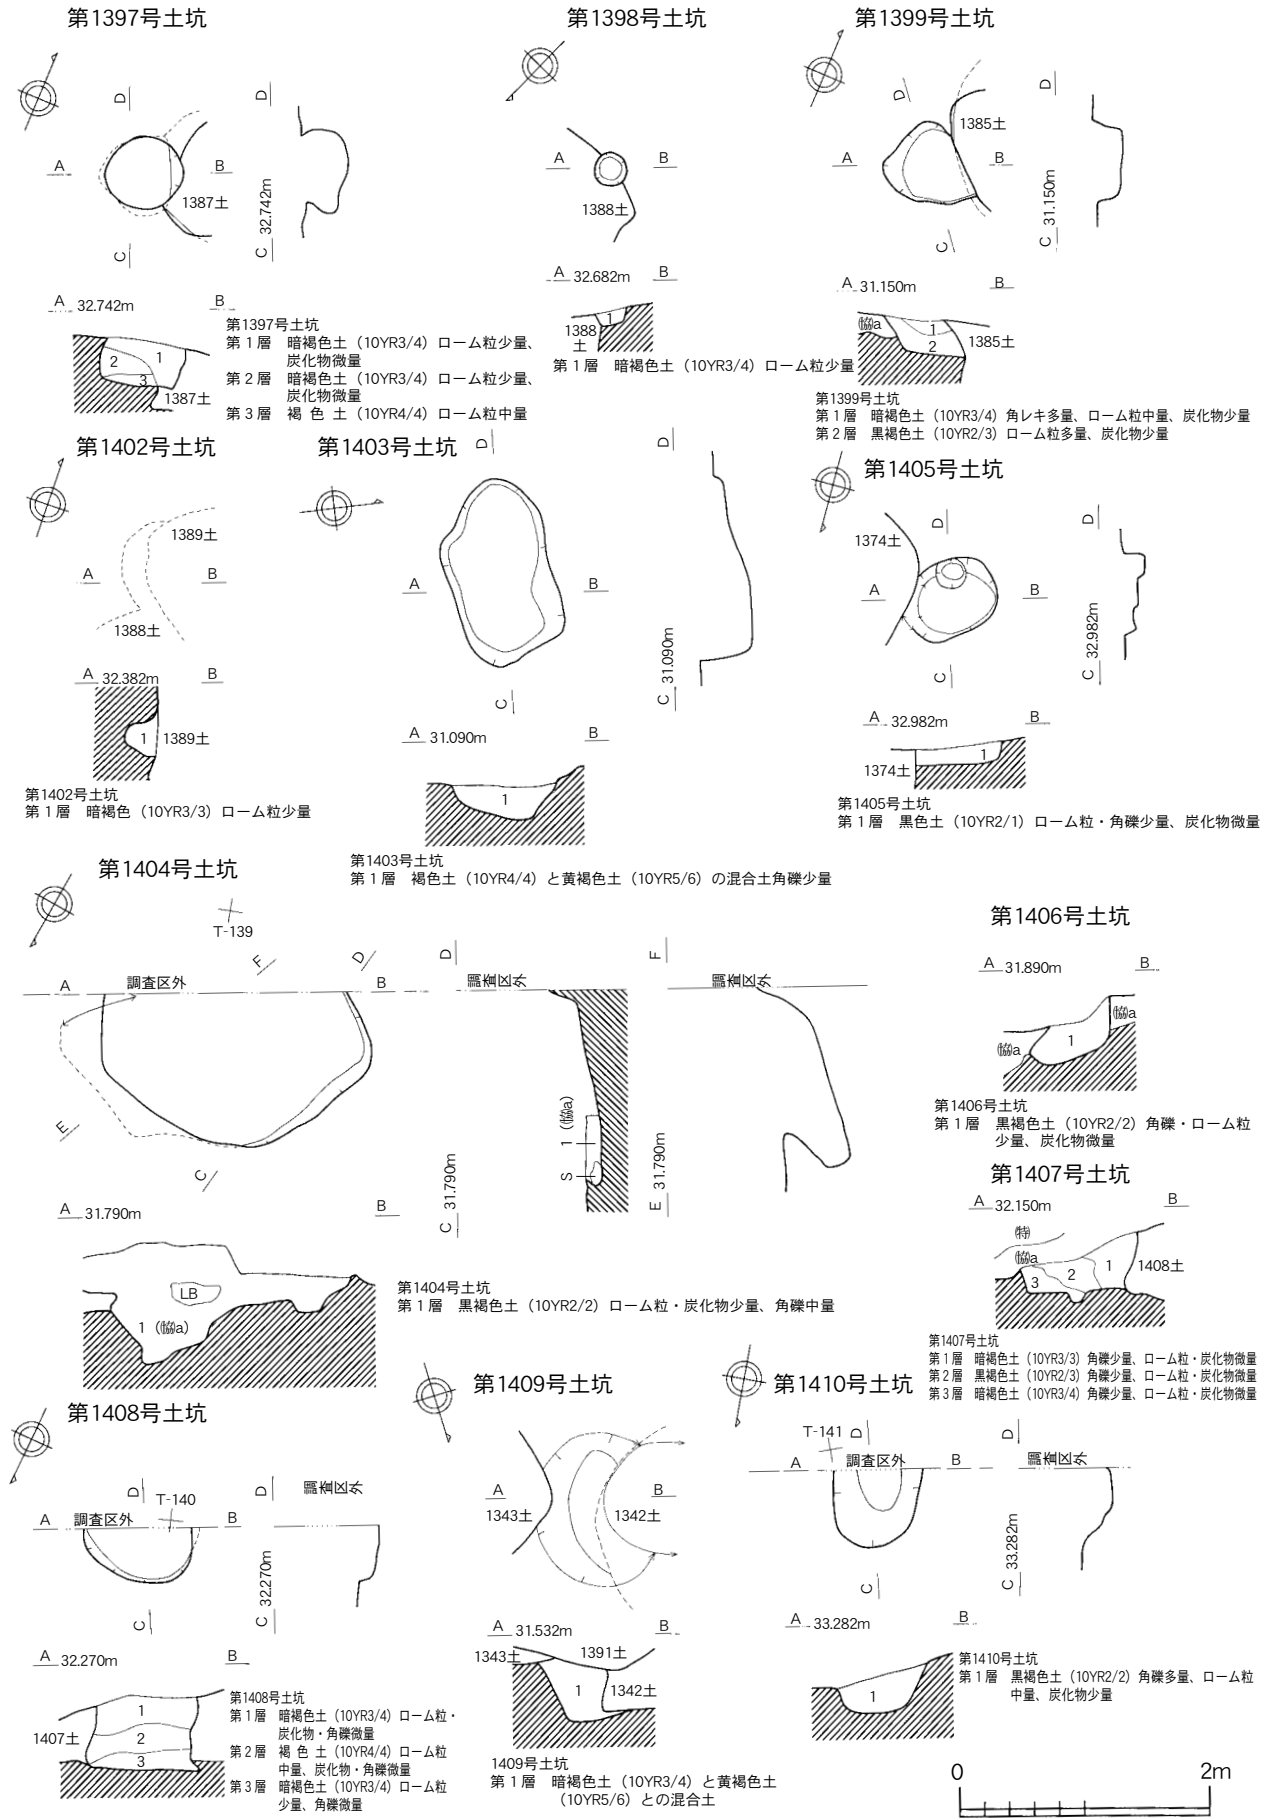 第1397号土坑
D
D
A
B
1387土
C
C 32.742m
A 32.742m
B
1
2
3
1387土
第1397号土坑
第１層　暗褐色土（10YR3/4）ローム粒少量、
炭化物微量
第２層　暗褐色土（10YR3/4）ローム粒少量、
炭化物微量
第３層　褐 色 土（10YR4/4）ローム粒中量
第1398号土坑
A
B
1388土
A 32.682m
B
1388
土
1
第１層　暗褐色土（10YR3/4）ローム粒少量
第1399号土坑
D
D
1385土
A
B
C
C 31.150m
A 31.150m
B
1
2
1385土
第1399号土坑
第１層　暗褐色土（10YR3/4）角レキ多量、ローム粒中量、炭化物少量
第２層　黒褐色土（10YR2/3）ローム粒多量、炭化物少量
第1402号土坑
1389土
A
B
1388土
A 32.382m
B
1
1389土
第1402号土坑
第１層　暗褐色（10YR3/3）ローム粒少量
第1403号土坑
D
D
A
B
C
C 31.090m
A 31.090m
B
1
第1403号土坑
第１層　褐色土（10YR4/4）と黄褐色土（10YR5/6）の混合土角礫少量
第1405号土坑
D
D
1374土
A
B
C
C 32.982m
A 32.982m
B
1374土
1
第1405号土坑
第１層　黒色土（10YR2/1）ローム粒・角礫少量、炭化物微量
第1404号土坑
T-139
F
D
A
調査区外
B
E
C
D
調査区外
1
S
C 31.790m
F
調査区外
E 31.790m
A 31.790m
B
LB
1
第1404号土坑
第１層　黒褐色土（10YR2/2）ローム粒・炭化物少量、角礫中量
第1406号土坑
A 31.890m
B
1
第1406号土坑
第１層　黒褐色土（10YR2/2）角礫・ローム粒
少量、炭化物微量
第1407号土坑
A 32.150m
B
1
2
3
1408土
第1407号土坑
第１層　暗褐色土（10YR3/3）角礫少量、ローム粒・炭化物微量
第２層　黒褐色土（10YR2/3）角礫少量、ローム粒・炭化物微量
第３層　暗褐色土（10YR3/4）角礫少量、ローム粒・炭化物微量
第1408号土坑
D
T-140
A
調査区外
B
C
D
調査区外
C 32.270m
A 32.270m
B
1407土
1
2
3
第1408号土坑
第１層　暗褐色土（10YR3/4）ローム粒・
炭化物・角礫微量
第２層　褐 色 土（10YR4/4）ローム粒
中量、炭化物・角礫微量
第３層　暗褐色土（10YR3/4）ローム粒
少量、角礫微量
第1409号土坑
A
B
1343土
1342土
A 31.532m
B
1343土
1391土
1
1342土
1409号土坑
第１層　暗褐色土（10YR3/4）と黄褐色土
（10YR5/6）との混合土
第1410号土坑
T-141
D
A
調査区外
B
C
D
調査区外
C 33.282m
A 33.282m
B
1
第1410号土坑
第１層　黒褐色土（10YR2/2）角礫多量、ローム粒
中量、炭化物少量
0
2m